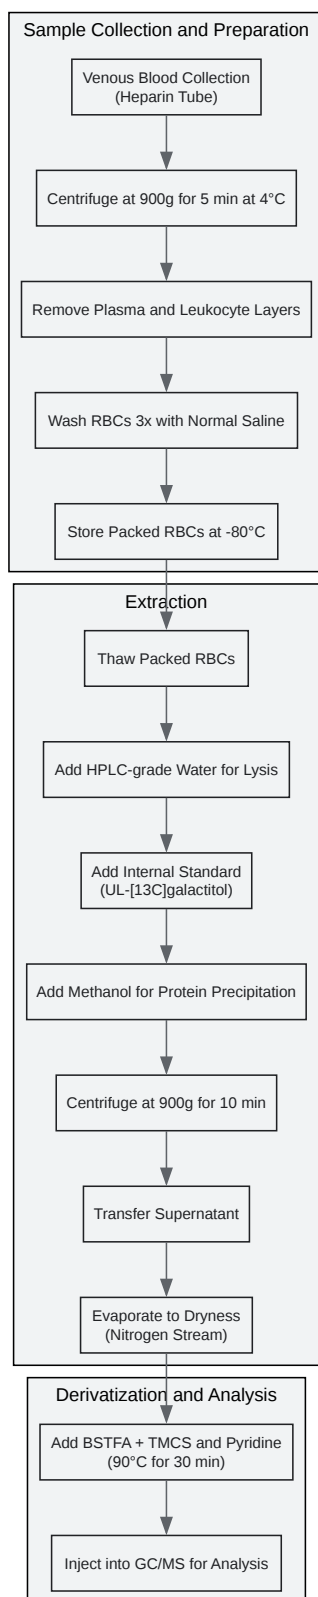 Sample Collection and Preparation
Venous Blood Collection
(Heparin Tube)
Centrifuge at 900g for 5 min at 4°C
Remove Plasma and Leukocyte Layers
Wash RBCs 3x with Normal Saline
Store Packed RBCs at -80°C
Extraction
Thaw Packed RBCs
Add HPLC-grade Water for Lysis
Add Internal Standard
(UL-[13C]galactitol)
Add Methanol for Protein Precipitation
Centrifuge at 900g for 10 min
Transfer Supernatant
Evaporate to Dryness
(Nitrogen Stream)
Derivatization and Analysis
Add BSTFA + TMCS and Pyridine
(90°C for 30 min)
Inject into GC/MS for Analysis